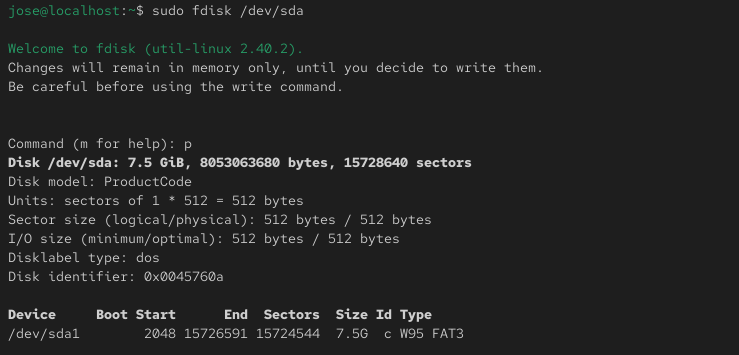 jose@localhost:~$ sudo fdisk /dev/sda
Welcome to fdisk (util-linux 2.40.2).
Changes will remain in memory only, until you decide to write them.
Be careful before using the write command.
Command (m for help): p
Disk /dev/sda: 7.5 GiB, 8053063680 bytes, 15728640 sectors
Disk model: ProductCode
Units: sectors of 1 * 512 = 512 bytes
Sector size (logical/physical): 512 bytes / 512 bytes
I/O size (minimum/optimal): 512 bytes / 512 bytes
Disklabel type: dos
Disk identifier: 0x0045760a
Device     Boot Start      End  Sectors  Size Id Type
/dev/sda1        2048 15726591 15724544  7.5G  c W95 FAT3